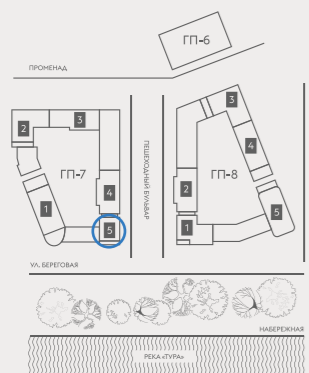 ГП-6
ПРОМЕНАД
3
2
ГП-7
4
1
5
ПЕШЕХОДНЫЙ БУЛЬВАР
3
4
ГП-8
2
5
1
УЛ. БЕРЕГОВАЯ
НАБЕРЕЖНАЯ
РЕКА «ТУРА»